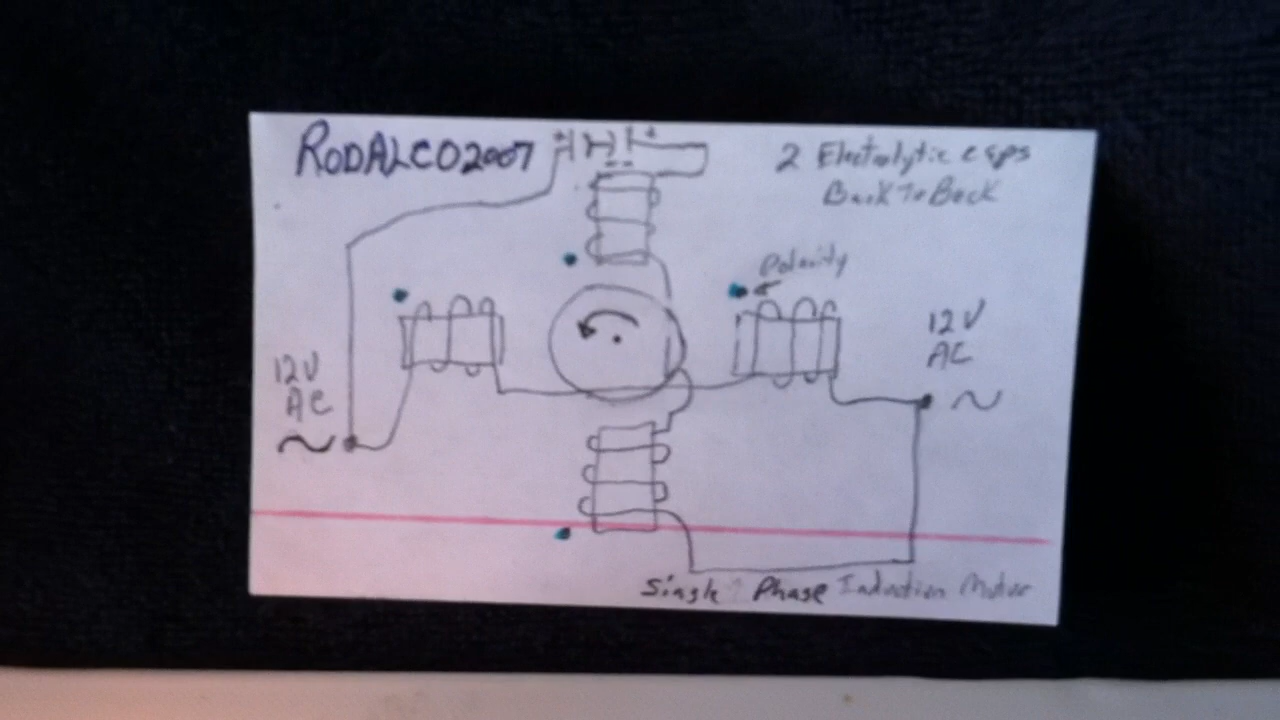 RODALCO2007
+ +
- -
2 Electrolytic caps
Back To Back
Polarity
12V
AC
~
12V
AC
~
Single Phase Induction Motor